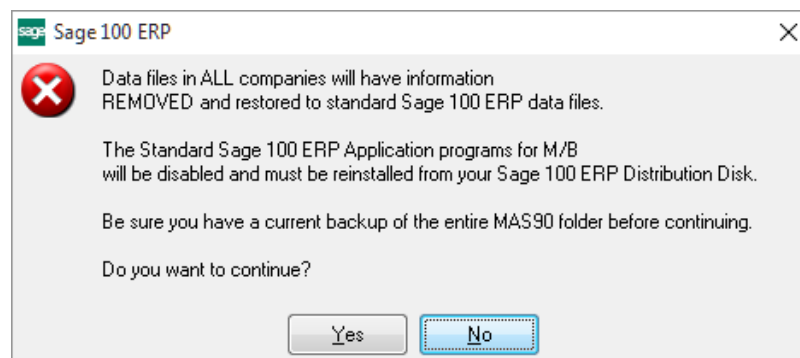 sage Sage 100 ERP
Data files in ALL companies will have information
REMOVED and restored to standard Sage 100 ERP data files.
The Standard Sage 100 ERP Application programs for M/B
will be disabled and must be reinstalled from your Sage 100 ERP Distribution Disk.
Be sure you have a current backup of the entire MAS90 folder before continuing.
Do you want to continue?
Yes No